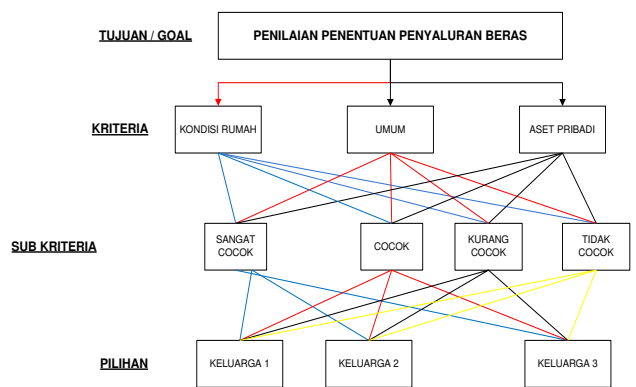 TUJUAN / GOAL
PENILAIAN PENENTUAN PENYALURAN BERAS
KRITERIA
KONDISI RUMAH
UMUM
ASET PRIBADI
SUB KRITERIA
SANGAT
COCOK
COCOK
KURANG
COCOK
TIDAK
COCOK
PILIHAN
KELUARGA 1
KELUARGA 2
KELUARGA 3